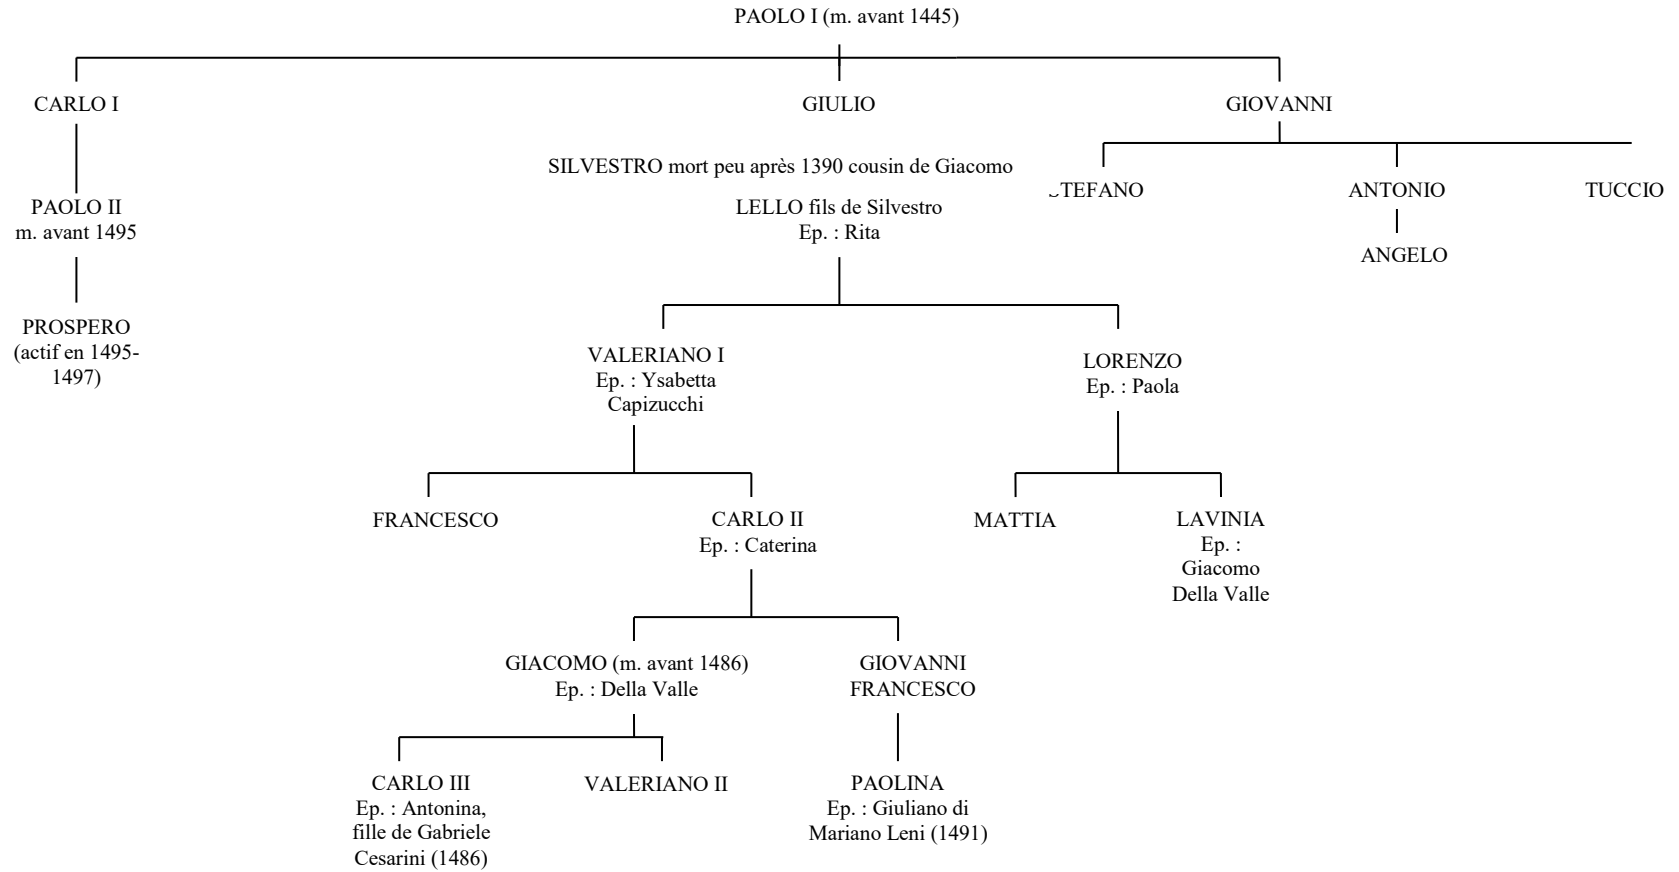 PAOLO I (m. avant 1445)
CARLO I
GIULIO
GIOVANNI
SILVESTRO mort peu après 1390 cousin de Giacomo
TEFANO
ANTONIO
TUCCIO
PAOLO II
m. avant 1495
LELLO fils de Silvestro
Ep. : Rita
ANGELO
PROSPERO
(actif en 1495-
1497)
VALERIANO I
Ep. : Ysabetta
Capizucchi
LORENZO
Ep. : Paola
FRANCESCO
CARLO II
Ep. : Caterina
MATTIA
LAVINIA
Ep. :
Giacomo
Della Valle
GIACOMO (m. avant 1486)
Ep. : Della Valle
GIOVANNI
FRANCESCO
CARLO III
Ep. : Antonina,
fille de Gabriele
Cesarini (1486)
VALERIANO II
PAOLINA
Ep. : Giuliano di
Mariano Leni (1491)